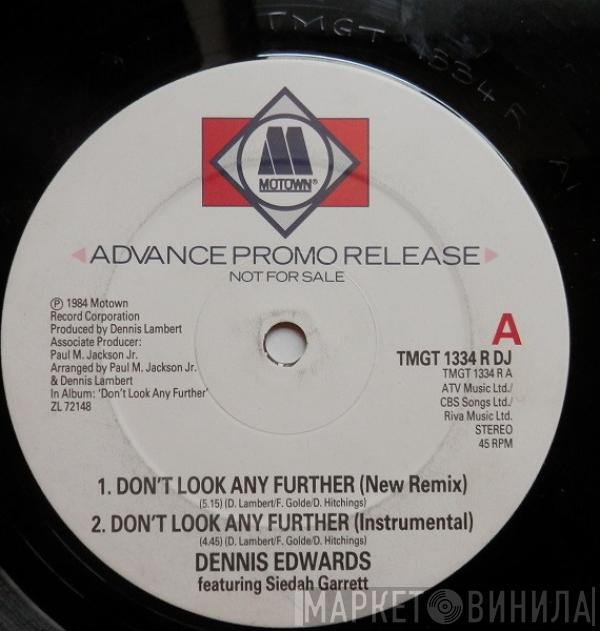 TMGT 1334 R
A1
MOTOWN®
ADVANCE PROMO RELEASE
NOT FOR SALE
℗ 1984 Motown
Record Corporation
Produced by Dennis Lambert
Associate Producer:
Paul M. Jackson Jr.
Arranged by Paul M. Jackson Jr.
& Dennis Lambert
In Album: 'Don't Look Any Further'
ZL 72148
A
TMGT 1334 R DJ
TMGT 1334 R A
ATV Music Ltd./
CBS Songs Ltd./
Riva Music Ltd.
STEREO
45 RPM
1. DON'T LOOK ANY FURTHER (New Remix)
(5.15) (D. Lambert/F. Golde/D. Hitchings)
2. DON'T LOOK ANY FURTHER (Instrumental)
(4.45) (D. Lambert/F. Golde/D. Hitchings)
DENNIS EDWARDS
featuring Siedah Garrett
МАРКЕТ ВИНИЛА